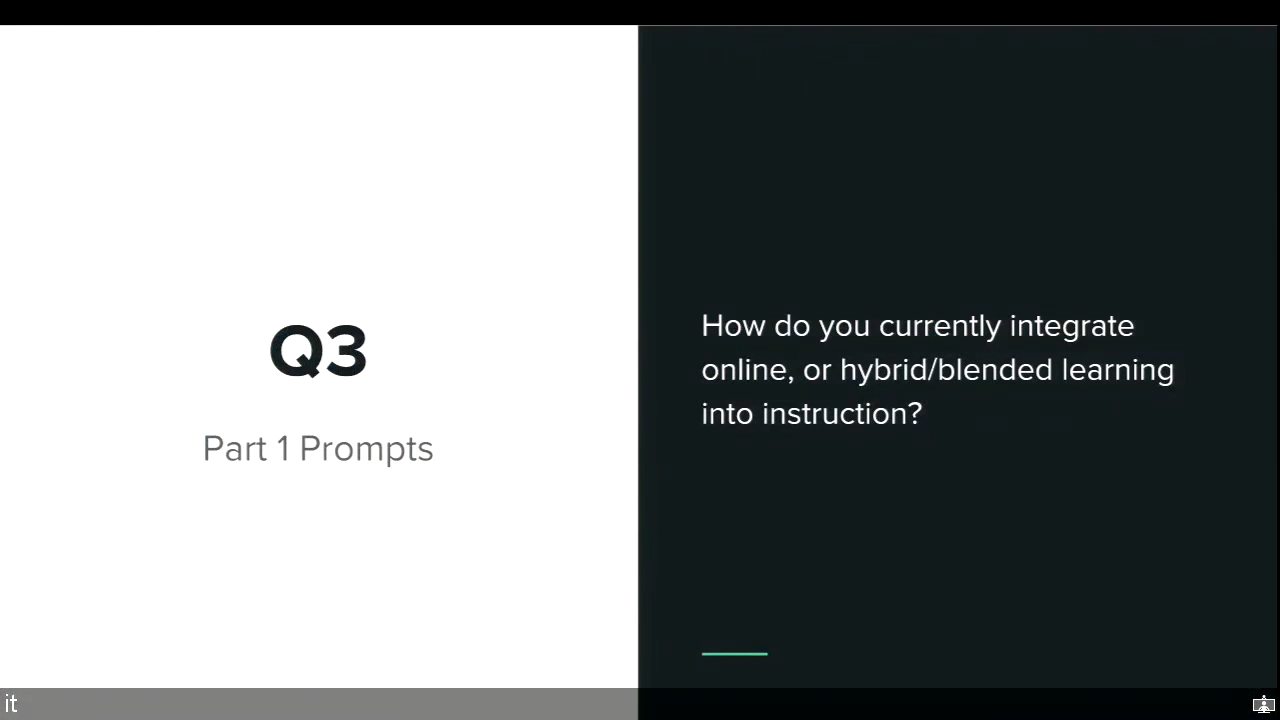 Q3
Part 1 Prompts
How do you currently integrate
online, or hybrid/blended learning
into instruction?
it